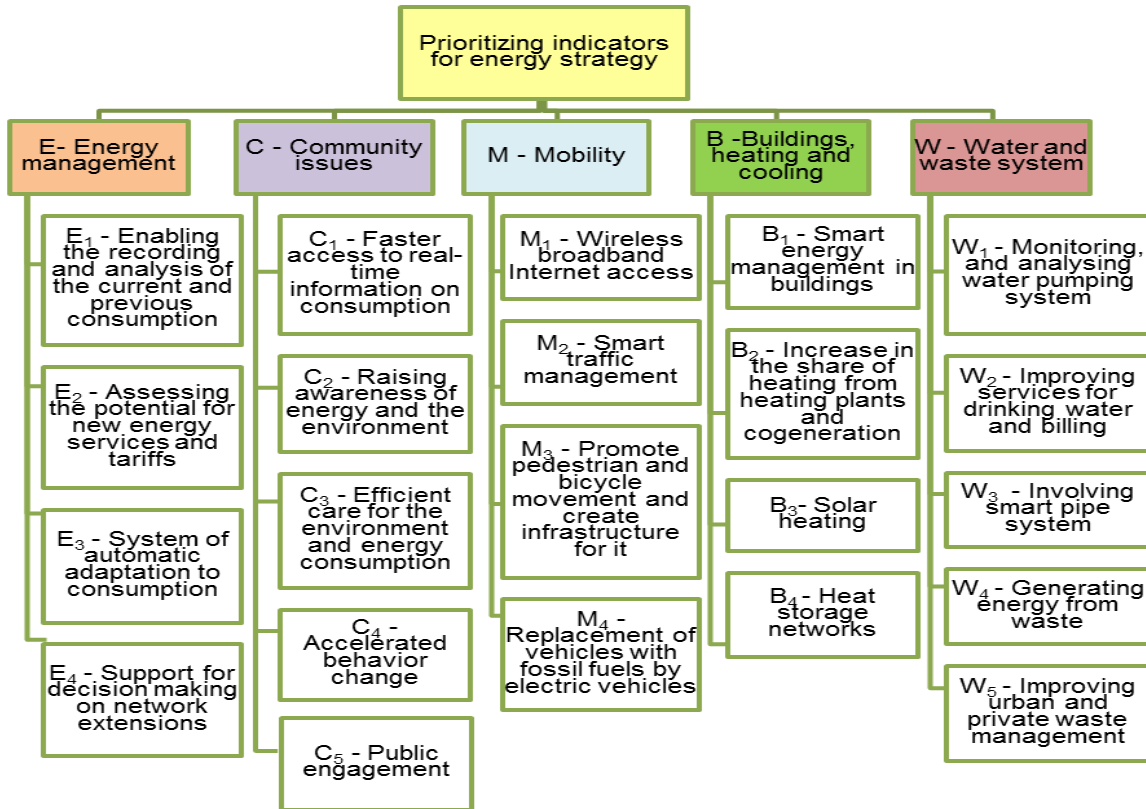 Prioritizing indicators
for energy strategy
E- Energy
management
C - Community
issues
M - Mobility
B -Buildings,
heating and
cooling
W - Water and
waste system
E₁ - Enabling
the recording
and analysis of
the current and
previous
consumption
E₂ - Assessing
the potential for
new energy
services and
tariffs
E₃ - System of
automatic
adaptation to
consumption
E₄ - Support for
decision making
on network
extensions
C₁ - Faster
access to real-
time
information on
consumption
C₂ - Raising
awareness of
energy and the
environment
C₃ - Efficient
care for the
environment
and energy
consumption
C₄ -
Accelerated
behavior
change
C₅ - Public
engagement
M₁ - Wireless
broadband
Internet access
M₂ - Smart
traffic
management
M₃ - Promote
pedestrian and
bicycle
movement and
create
infrastructure
for it
M₄ -
Replacement of
vehicles with
fossil fuels by
electric vehicles
B₁ - Smart
energy
management in
buildings
B₂ - Increase in
the share of
heating from
heating plants
and
cogeneration
B₃- Solar
heating
B₄ - Heat
storage
networks
W₁ - Monitoring,
and analysing
water pumping
system
W₂ - Improving
services for
drinking water
and billing
W₃ - Involving
smart pipe
system
W₄ - Generating
energy from
waste
W₅ - Improving
urban and
private waste
management